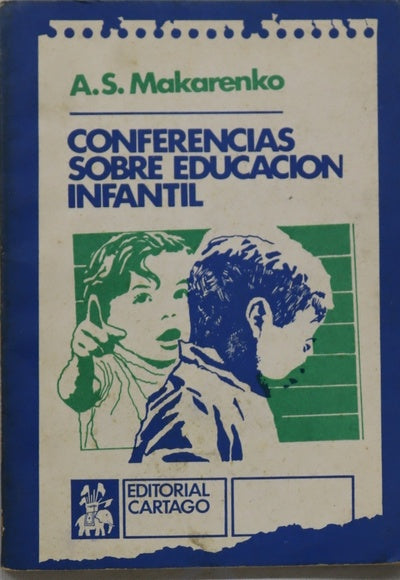 A.S. Makarenko
CONFERENCIAS
SOBRE EDUCACION
INFANTIL
EDITORIAL
CARTAGO